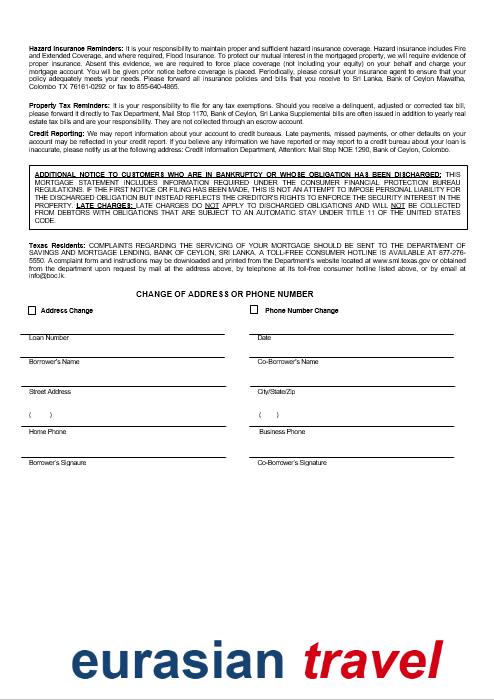 Hazard Insurance Reminders: It is your responsibility to maintain proper and sufficient hazard insurance coverage. Hazard insurance includes Fire
and Extended Coverage, and where required, Flood Insurance. To protect our mutual interest in the mortgaged property, we will require evidence of
proper insurance. Absent this evidence, we are required to force place coverage (not including your equity) on your behalf and charge your
mortgage account. You will be given prior notice before coverage is placed. Periodically, please consult your insurance agent to ensure that your
policy adequately meets your needs. Please forward all insurance policies and bills that you receive to Sri Lanka, Bank of Ceylon Mawatha,
Colombo TX 76161-0292 or fax to 855-640-4865.
Property Tax Reminders: It is your responsibility to file for any tax exemptions. Should you receive a delinquent, adjusted or corrected tax bill,
please forward it directly to Tax Department, Mail Stop 1170, Bank of Ceylon, Sri Lanka Supplemental bills are often issued in addition to yearly real
estate tax bills and are your responsibility. They are not collected through an escrow account.
Credit Reporting: We may report information about your account to credit bureaus. Late payments, missed payments, or other defaults on your
account may be reflected in your credit report. If you believe any information we have reported or may report to a credit bureau about your loan is
inaccurate, please notify us at the following address: Credit Information Department, Attention: Mail Stop NOE 1290, Bank of Ceylon, Colombo.
ADDITIONAL NOTICE TO CUSTOMERS WHO ARE IN BANKRUPTCY OR WHOSE OBLIGATION HAS BEEN DISCHARGED: THIS
MORTGAGE STATEMENT INCLUDES INFORMATION REQUIRED UNDER THE CONSUMER FINANCIAL PROTECTION BUREAU
REGULATIONS. IF THE FIRST NOTICE OR FILING HAS BEEN MADE, THIS IS NOT AN ATTEMPT TO IMPOSE PERSONAL LIABILITY FOR
THE DISCHARGED OBLIGATION BUT INSTEAD REFLECTS THE CREDITOR'S RIGHTS TO ENFORCE THE SECURITY INTEREST IN THE
PROPERTY. LATE CHARGES: LATE CHARGES DO NOT APPLY TO DISCHARGED OBLIGATIONS AND WILL NOT BE COLLECTED
FROM DEBTORS WITH OBLIGATIONS THAT ARE SUBJECT TO AN AUTOMATIC STAY UNDER TITLE 11 OF THE UNITED STATES
CODE.
Texas Residents: COMPLAINTS REGARDING THE SERVICING OF YOUR MORTGAGE SHOULD BE SENT TO THE DEPARTMENT OF
SAVINGS AND MORTGAGE LENDING, BANK OF CEYLON, SRI LANKA. A TOLL-FREE CONSUMER HOTLINE IS AVAILABLE AT 877-276-
5550. A complaint form and instructions may be downloaded and printed from the Department's website located at www.sml.texas.gov or obtained
from the department upon request by mail at the address above, by telephone at its toll-free consumer hotline listed above, or by email at
info@boc.lk.
CHANGE OF ADDRESS OR PHONE NUMBER
Address Change Phone Number Change
Loan Number Date
Borrower's Name Co-Borrower's Name
Street Address City/State/Zip
( ) ( )
Home Phone Business Phone
Borrower's Signaure Co-Borrower's Signature
eurasian travel